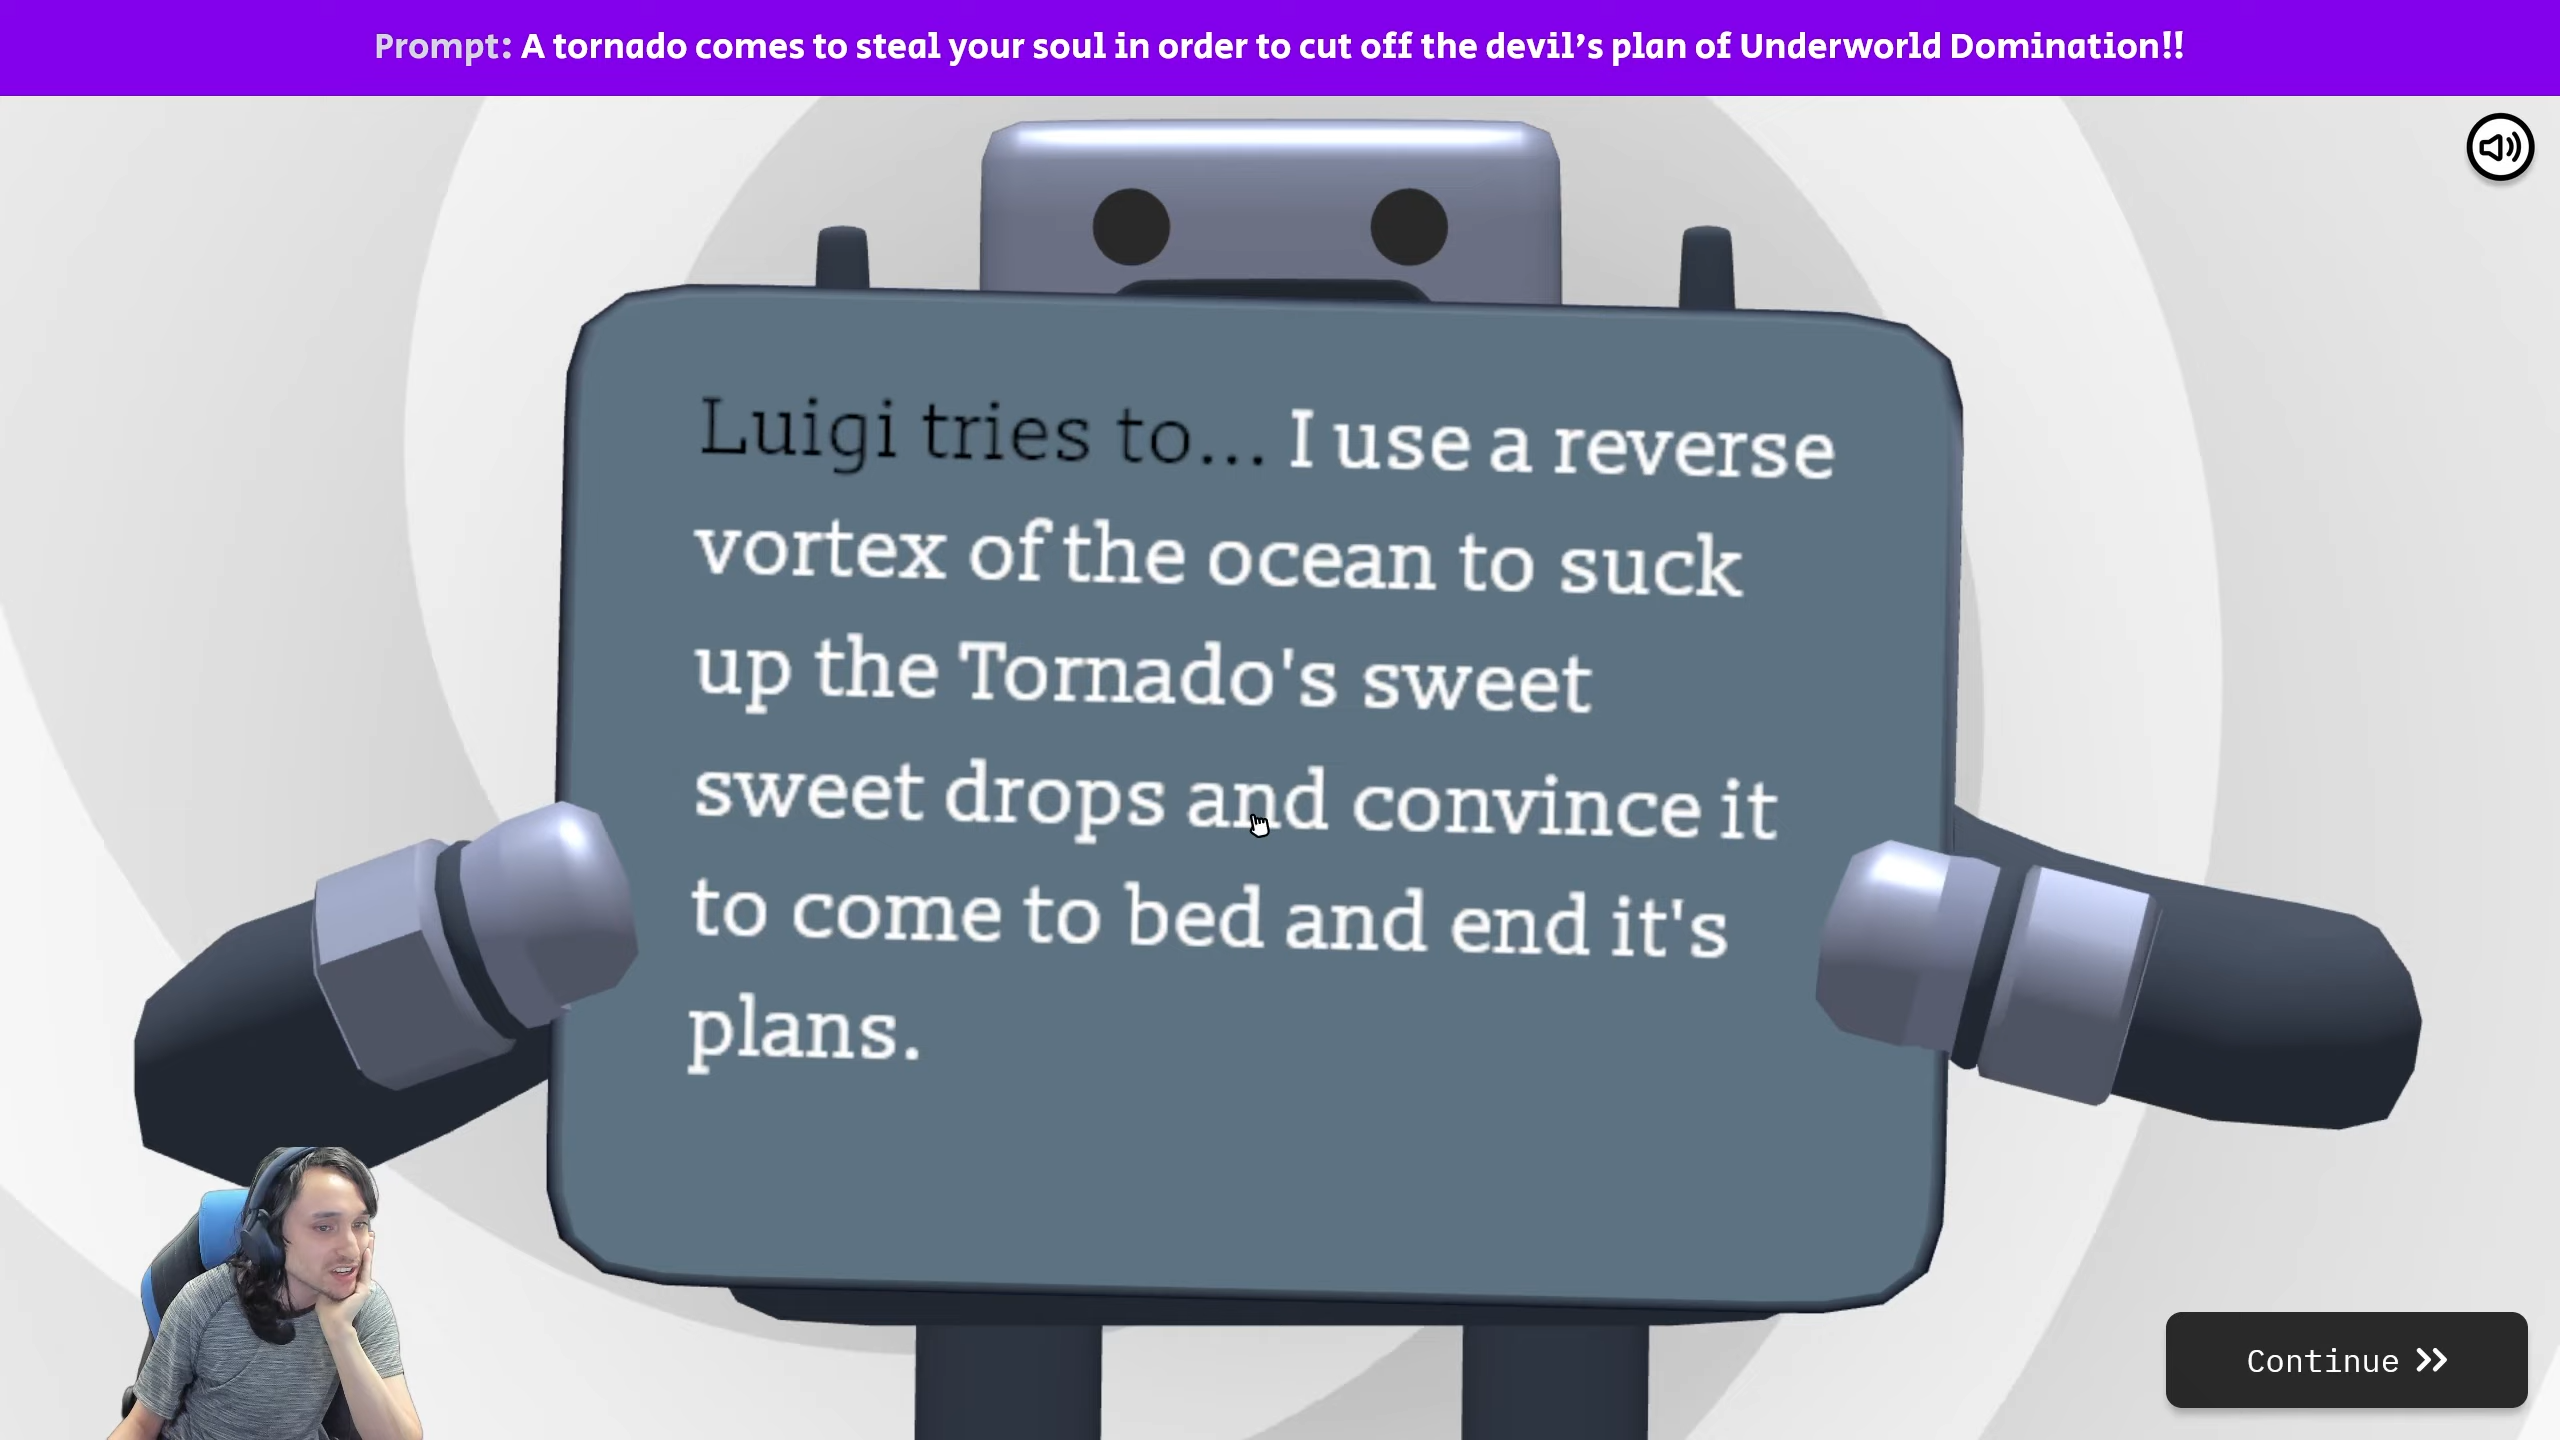 Prompt: A tornado comes to steal your soul in order to cut off the devil's plan of Underworld Domination!!
Luigi tries to... I use a reverse
vortex of the ocean to suck
up the Tornado's sweet
sweet drops and convince it
to come to bed and end it's
plans.
Continue